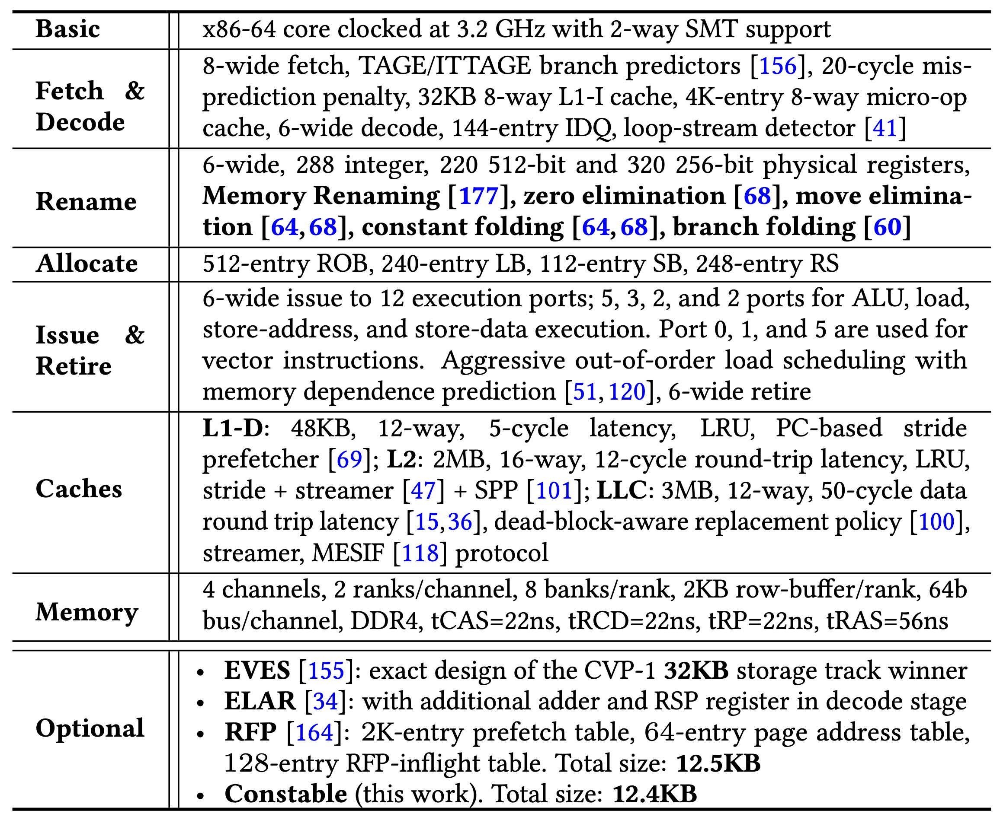 Basic
x86-64 core clocked at 3.2 GHz with 2-way SMT support
Fetch &
Decode
8-wide fetch, TAGE/ITTAGE branch predictors [156], 20-cycle mis-
prediction penalty, 32KB 8-way L1-I cache, 4K-entry 8-way micro-op
cache, 6-wide decode, 144-entry IDQ, loop-stream detector [41]
Rename
6-wide, 288 integer, 220 512-bit and 320 256-bit physical registers,
Memory Renaming [177], zero elimination [68], move elimina-
tion [64, 68], constant folding [64, 68], branch folding [60]
Allocate
512-entry ROB, 240-entry LB, 112-entry SB, 248-entry RS
Issue &
Retire
6-wide issue to 12 execution ports; 5, 3, 2, and 2 ports for ALU, load,
store-address, and store-data execution. Port 0, 1, and 5 are used for
vector instructions. Aggressive out-of-order load scheduling with
memory dependence prediction [51, 120], 6-wide retire
Caches
L1-D: 48KB, 12-way, 5-cycle latency, LRU, PC-based stride
prefetcher [69]; L2: 2MB, 16-way, 12-cycle round-trip latency, LRU,
stride + streamer [47] + SPP [101]; LLC: 3MB, 12-way, 50-cycle data
round trip latency [15, 36], dead-block-aware replacement policy [100],
streamer, MESIF [118] protocol
Memory
4 channels, 2 ranks/channel, 8 banks/rank, 2KB row-buffer/rank, 64b
bus/channel, DDR4, tCAS=22ns, tRCD=22ns, tRP=22ns, tRAS=56ns
Optional
• EVES [155]: exact design of the CVP-1 32KB storage track winner
• ELAR [34]: with additional adder and RSP register in decode stage
• RFP [164]: 2K-entry prefetch table, 64-entry page address table,
128-entry RFP-inflight table. Total size: 12.5KB
• Constable (this work). Total size: 12.4KB